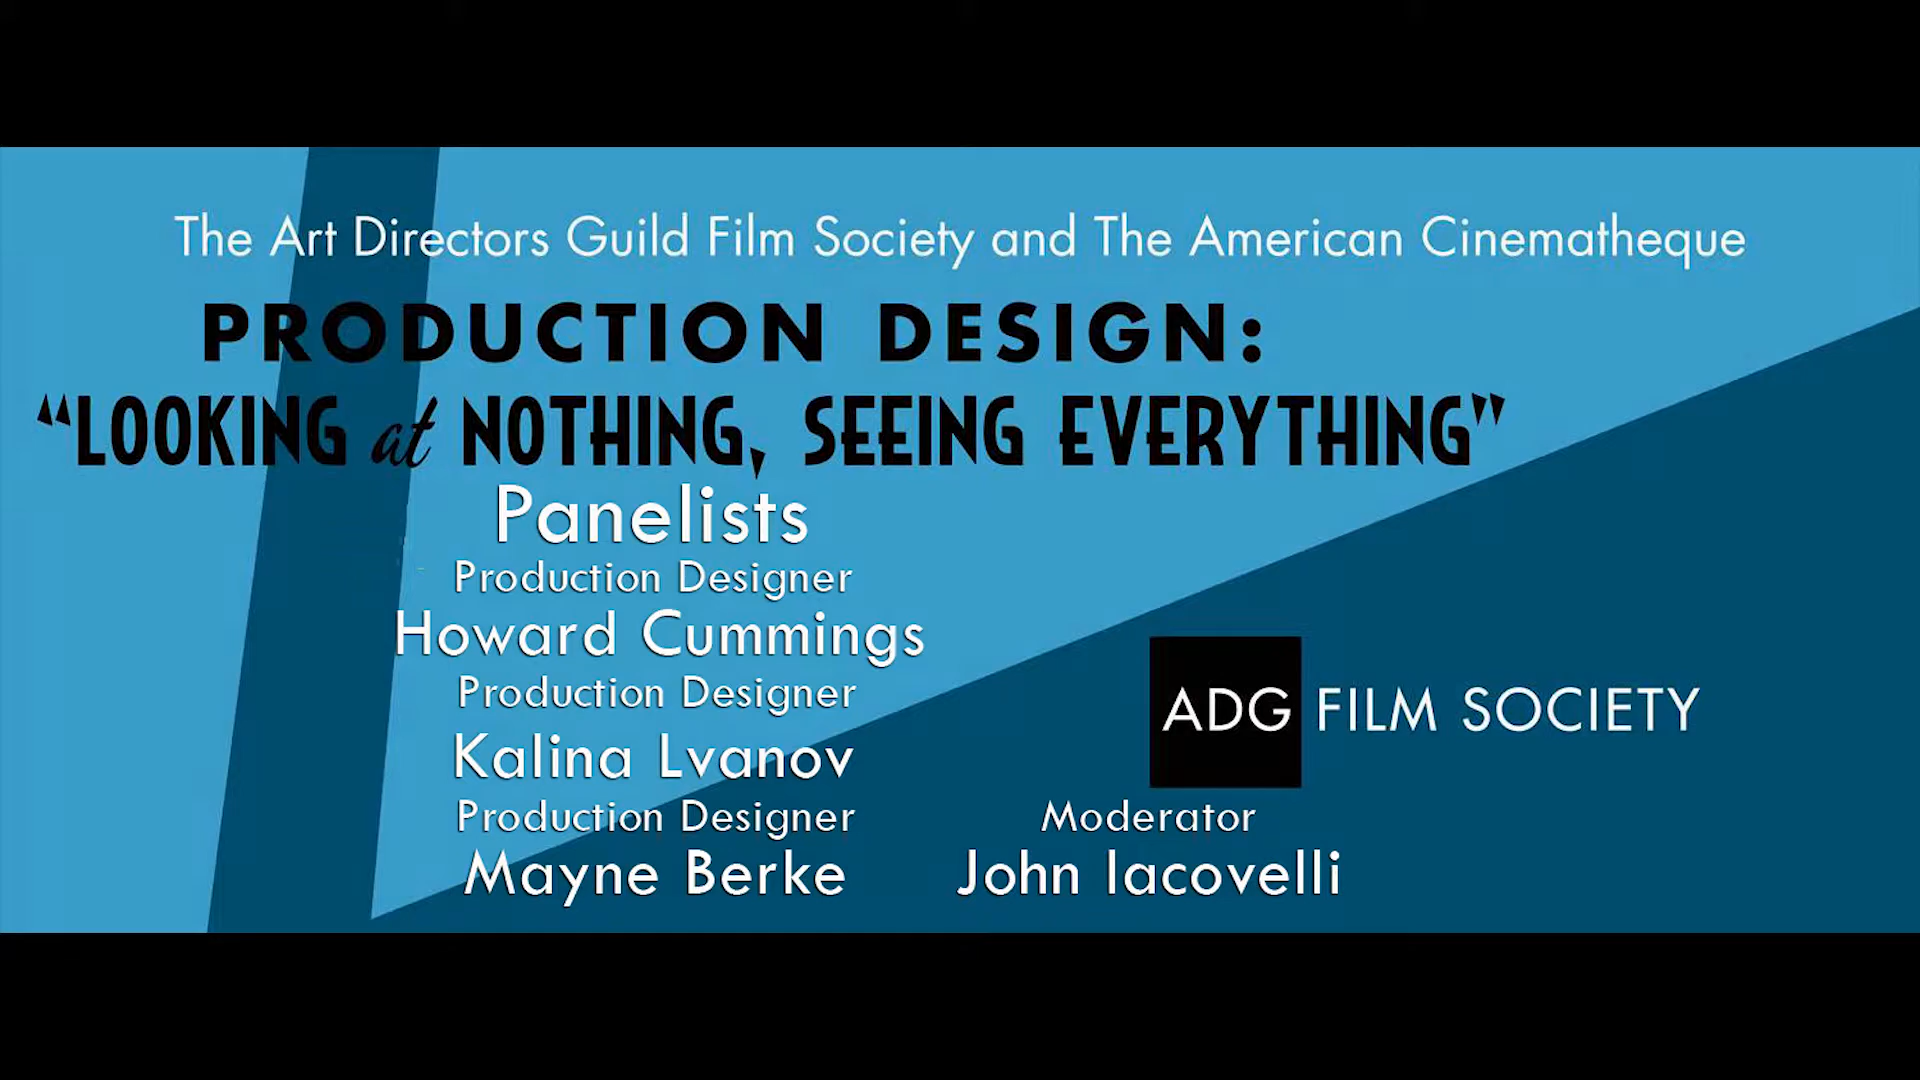 The Art Directors Guild Film Society and The American Cinematheque
PRODUCTION DESIGN:
“LOOKING at NOTHING, SEEING EVERYTHING”
Panelists
Production Designer
Howard Cummings
Production Designer
Kalina Lvanov
Production Designer
Mayne Berke
ADG FILM SOCIETY
Moderator
John Iacovelli